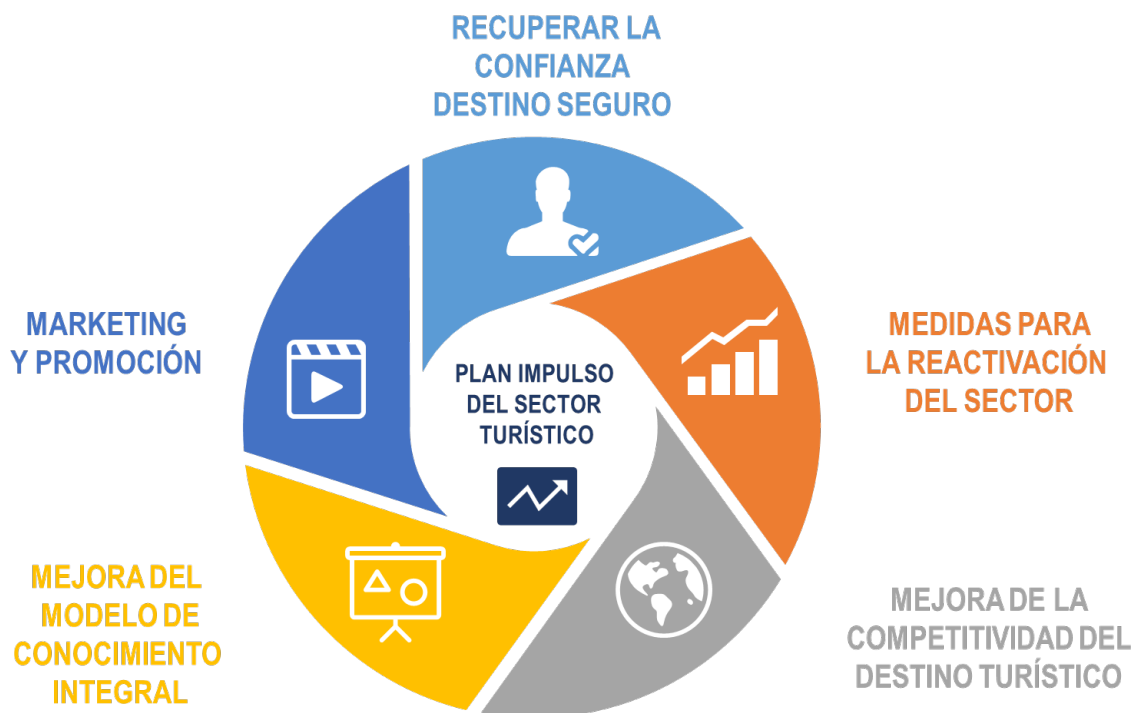 RECUPERAR LA
CONFIANZA
DESTINO SEGURO
MEDIDAS PARA
LA REACTIVACIÓN
DEL SECTOR
MEJORA DE LA
COMPETITIVIDAD DEL
DESTINO TURÍSTICO
MEJORA DEL
MODELO DE
CONOCIMIENTO
INTEGRAL
MARKETING
Y PROMOCIÓN
PLAN IMPULSO
DEL SECTOR
TURÍSTICO